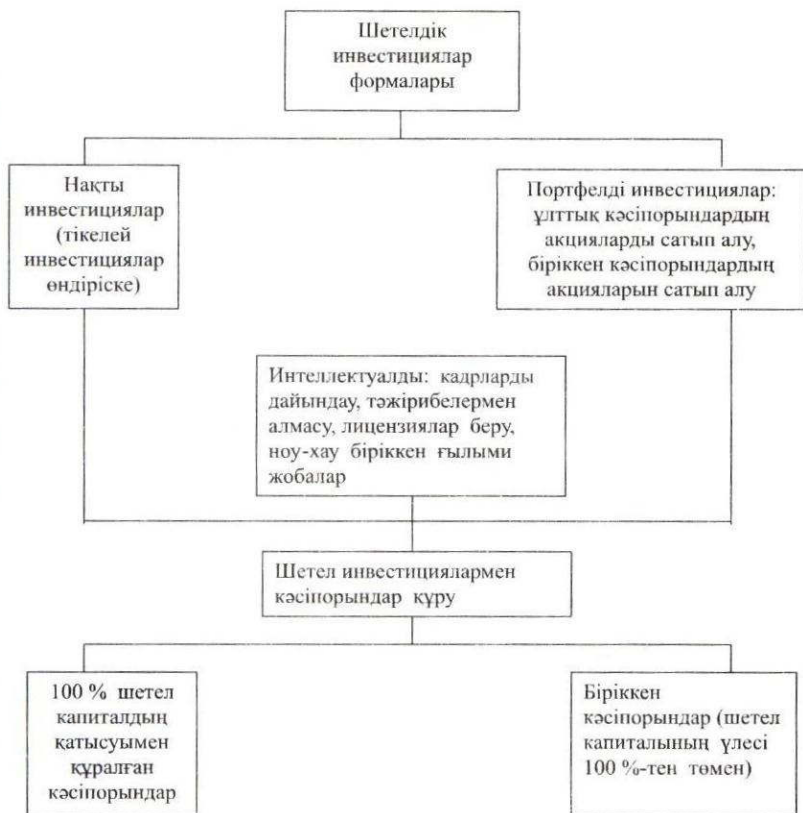 Шетелдік
инвестициялар
формалары
Нақты
инвестициялар
(тікелей
инвестициялар
өндіріске)
Портфелді инвестициялар:
ұлттық кәсіпорындардың
акцияларды сатып алу,
біріккен кәсіпорындардың
акцияларын сатып алу
Интеллектуалды: кадрларды
дайындау, тәжірибелермен
алмасу, лицензиялар беру,
ноу-хау біріккен ғылыми
жобалар
Шетел инвестициялармен
кәсіпорындар құру
100 % шетел
капиталдың
қатысуымен
құралған
кәсіпорындар
Біріккен
кәсіпорындар (шетел
капиталының үлесі
100 %-тен төмен)